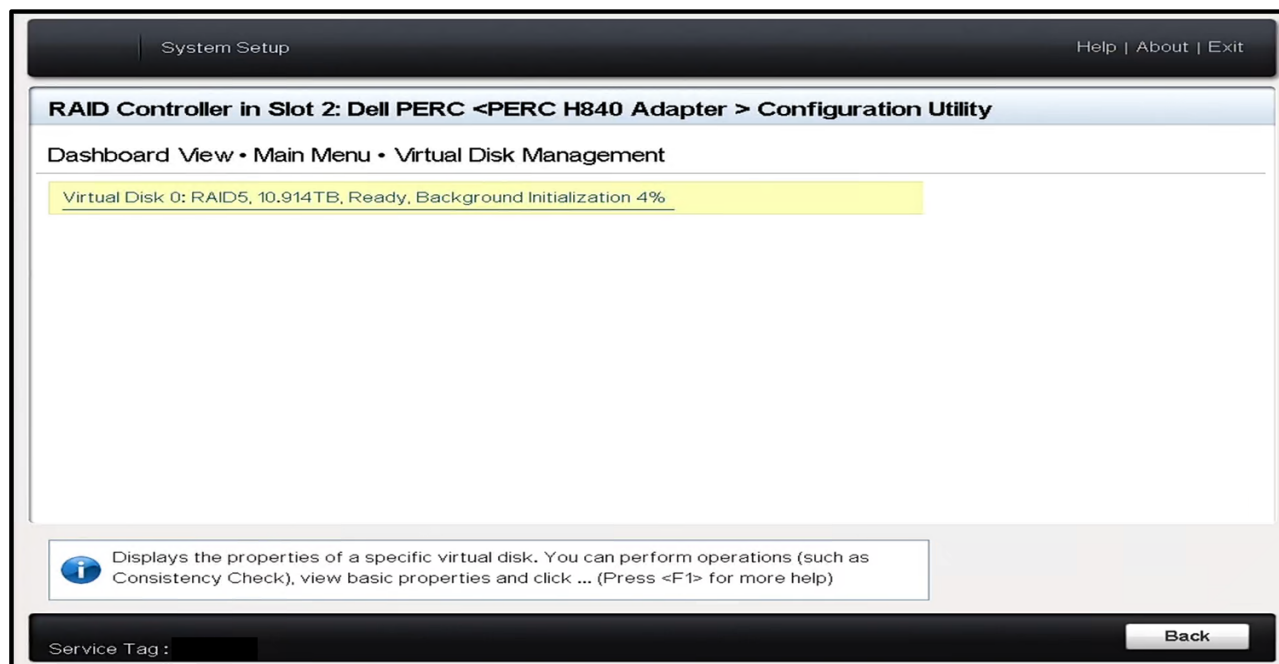 System Setup
Help | About | Exit
RAID Controller in Slot 2: Dell PERC <PERC H840 Adapter > Configuration Utility
Dashboard View • Main Menu • Virtual Disk Management
Virtual Disk 0: RAID5, 10.914TB, Ready, Background Initialization 4%
Displays the properties of a specific virtual disk. You can perform operations (such as
Consistency Check), view basic properties and click ... (Press <F1> for more help)
Back
Service Tag :